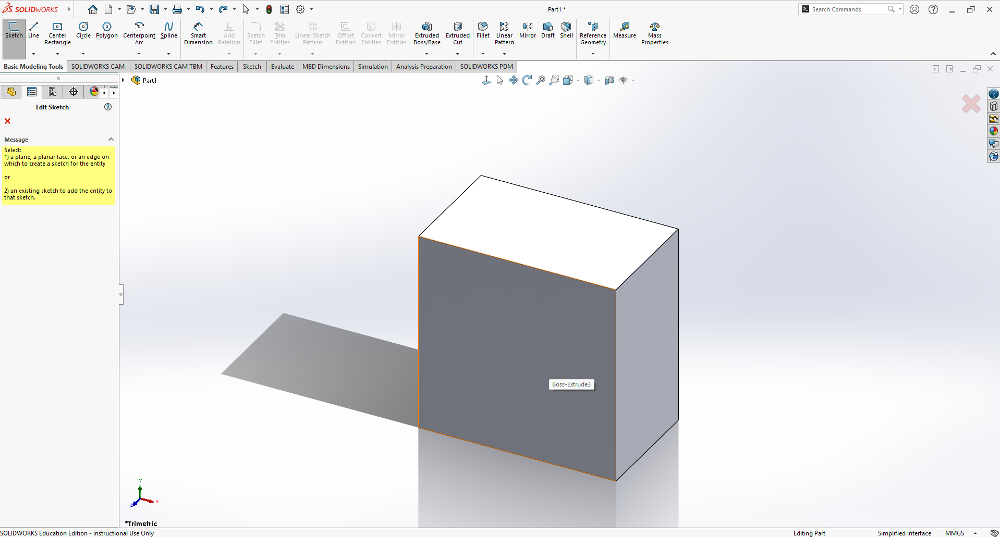 SOLIDWORKS
Part1 *
Search Commands
Sketch
Line
Center Rectangle
Circle
Polygon
Centerpoint Arc
Spline
Smart Dimension
Add Relation
Sketch Fillet
Trim Entities
Linear Sketch Pattern
Offset Entities
Convert Entities
Mirror Entities
Extruded Boss/Base
Extruded Cut
Fillet
Linear Pattern
Mirror
Draft
Shell
Reference Geometry
Measure
Mass Properties
Basic Modeling Tools
SOLIDWORKS CAM
SOLIDWORKS CAM TBM
Features
Sketch
Evaluate
MBD Dimensions
Simulation
Analysis Preparation
SOLIDWORKS PDM
Part1
Edit Sketch
Message
Select:
1) a plane, a planar face, or an edge on
which to create a sketch for the entity
or
2) an existing sketch to add the entity to
that sketch.
Boss-Extrude3
Y
X
Z
*Trimetric
SOLIDWORKS Education Edition - Instructional Use Only
Editing Part
Simplified Interface
MMGS